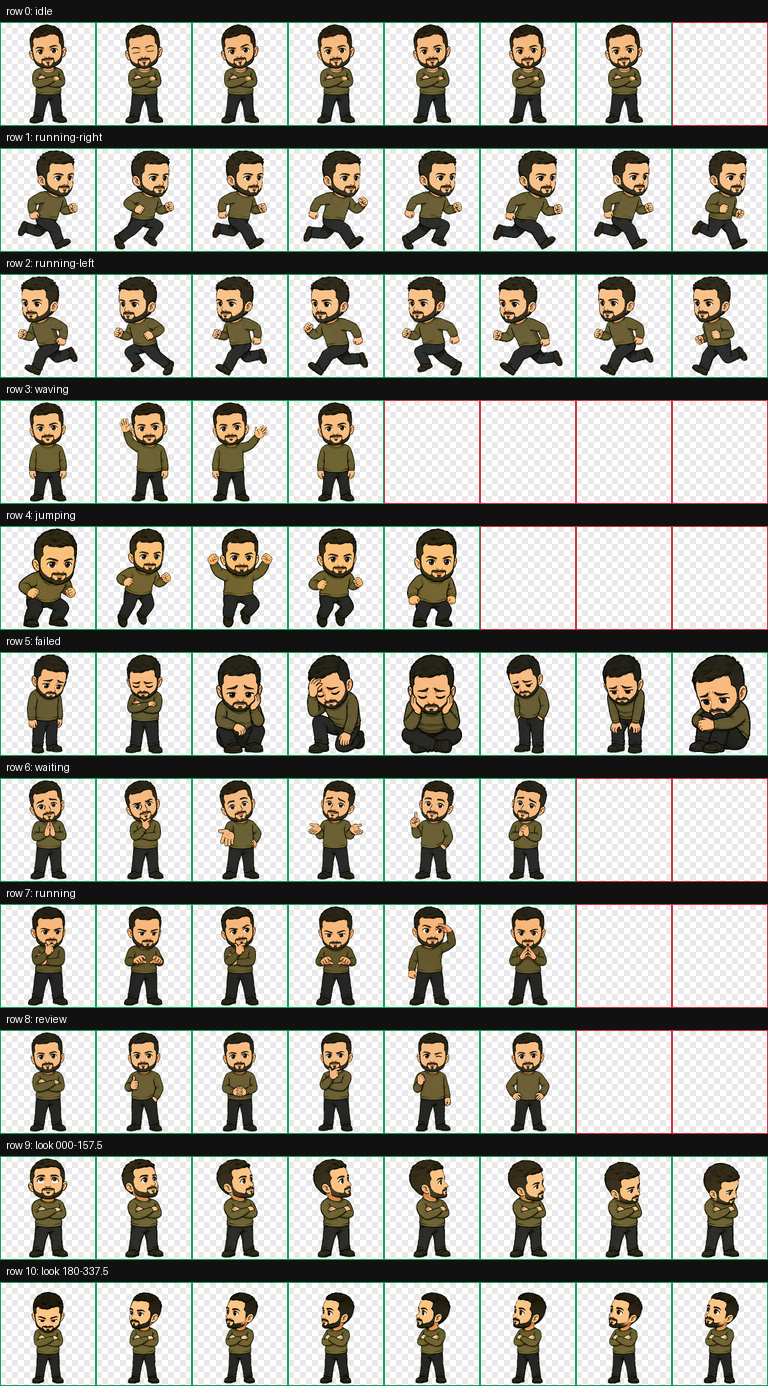 row 0: idle
row 1: running-right
row 2: running-left
row 3: waving
row 4: jumping
row 5: failed
row 6: waiting
row 7: running
row 8: review
row 9: look 000-157.5
row 10: look 180-337.5